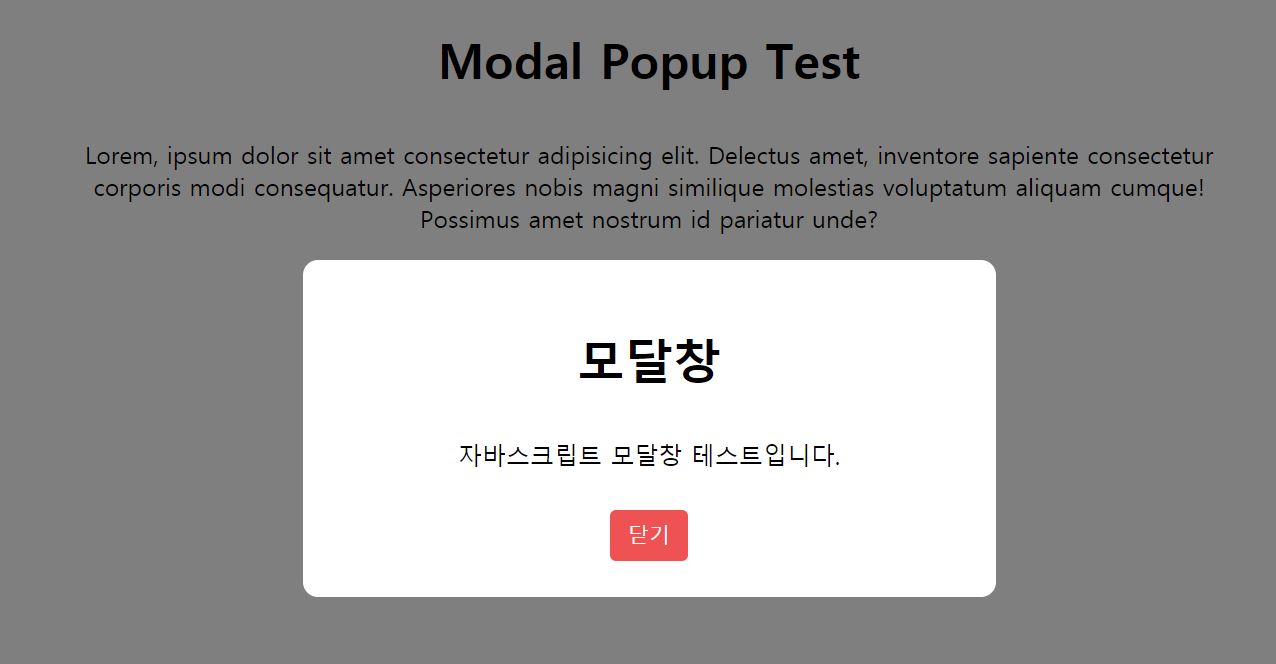 Modal Popup Test
Lorem, ipsum dolor sit amet consectetur adipisicing elit. Delectus amet, inventore sapiente consectetur
corporis modi consequatur. Asperiores nobis magni similique molestias voluptatum aliquam cumque!
Possimus amet nostrum id pariatur unde?
모달창
자바스크립트 모달창 테스트입니다.
닫기